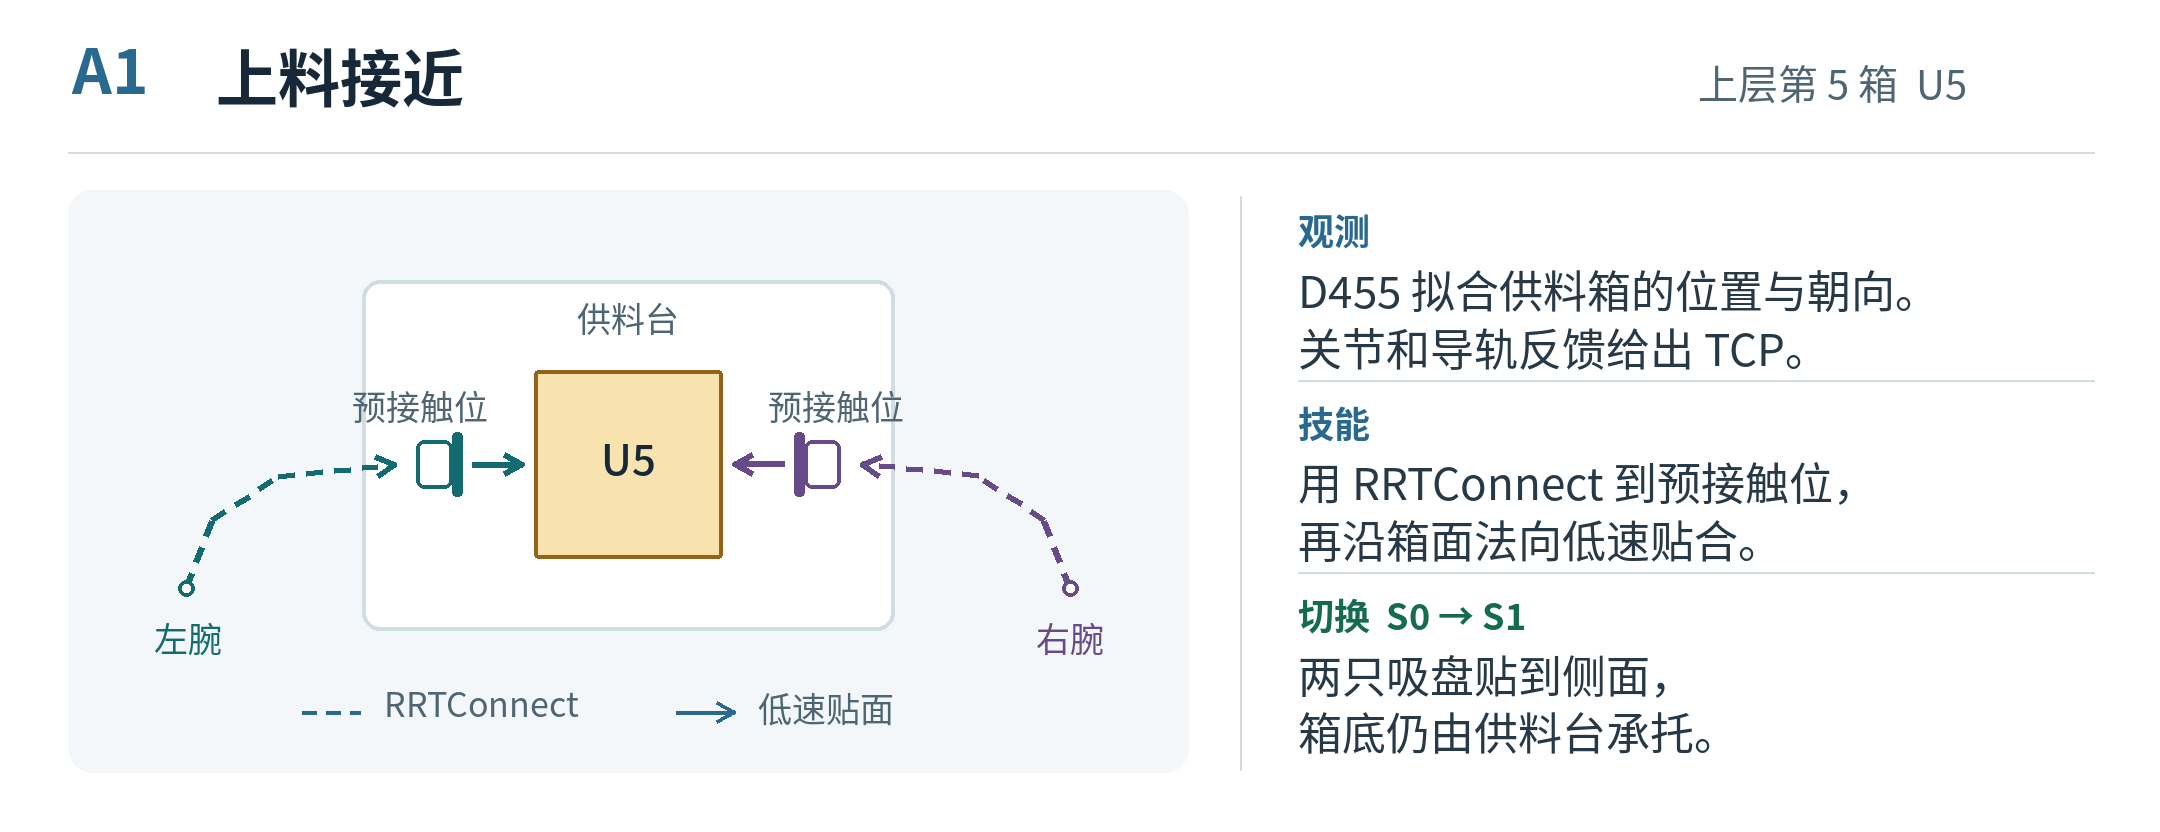 A1 上料接近
上层第 5 箱 U5
供料台
预接触位 预接触位
U5
左腕 右腕
RRTConnect 低速贴面
观测
D455 拟合供料箱的位置与朝向。
关节和导轨反馈给出 TCP。
技能
用 RRTConnect 到预接触位，
再沿箱面法向低速贴合。
切换 S0 → S1
两只吸盘贴到侧面，
箱底仍由供料台承托。